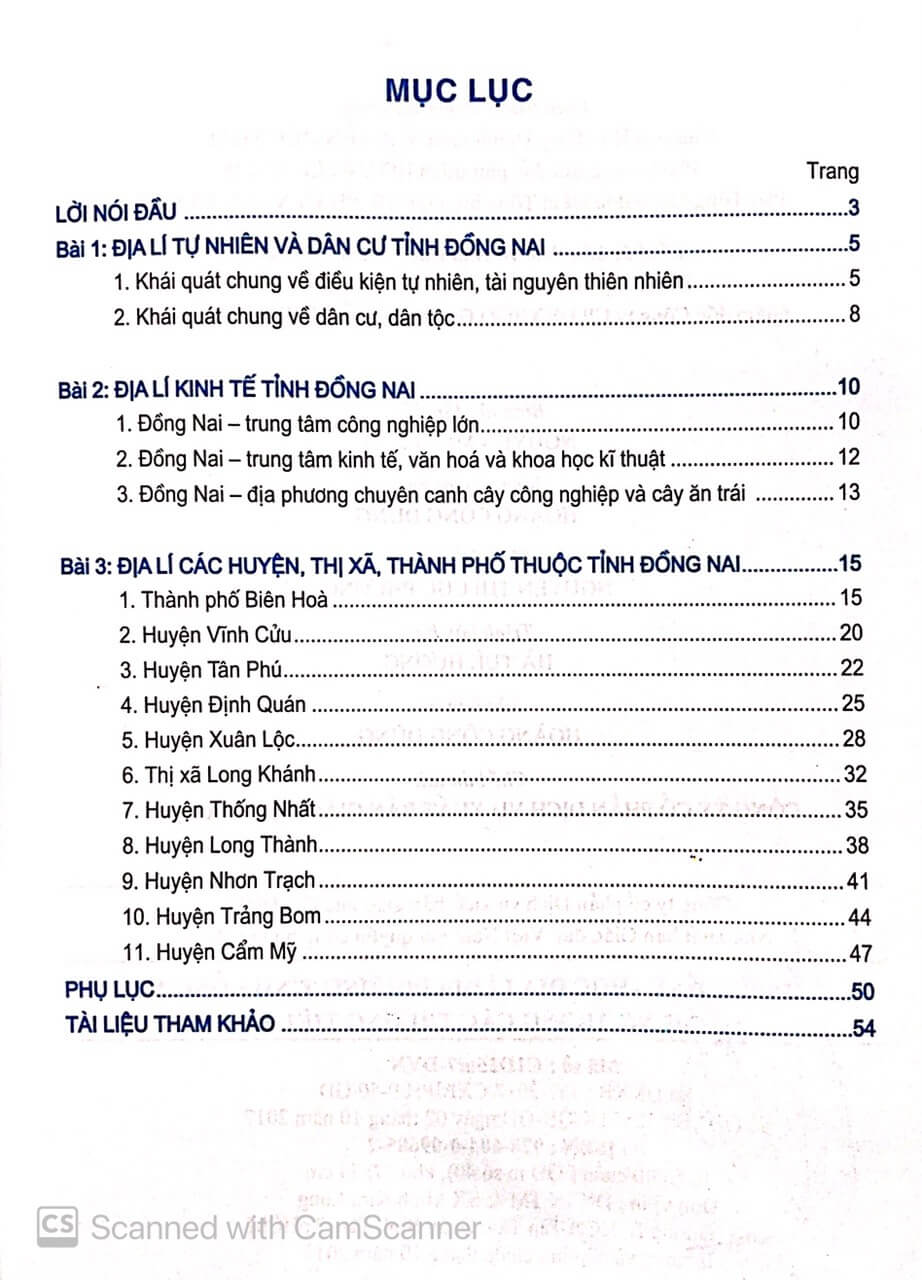 MỤC LỤC
Trang
LỜI NÓI ĐẦU ...............3
Bài 1: ĐỊA LÍ TỰ NHIÊN VÀ DÂN CƯ TỈNH ĐỒNG NAI ...............5
1. Khái quát chung về điều kiện tự nhiên, tài nguyên thiên nhiên...............5
2. Khái quát chung về dân cư, dân tộc...............8
Bài 2: ĐỊA LÍ KINH TẾ TỈNH ĐỒNG NAI ...............10
1. Đồng Nai – trung tâm công nghiệp lớn...............10
2. Đồng Nai – trung tâm kinh tế, văn hoá và khoa học kĩ thuật ...............12
3. Đồng Nai – địa phương chuyên canh cây công nghiệp và cây ăn trái ...............13
Bài 3: ĐỊA LÍ CÁC HUYỆN, THỊ XÃ, THÀNH PHỐ THUỘC TỈNH ĐỒNG NAI...............15
1. Thành phố Biên Hoà ...............15
2. Huyện Vĩnh Cửu...............20
3. Huyện Tân Phú...............22
4. Huyện Định Quán ...............25
5. Huyện Xuân Lộc...............28
6. Thị xã Long Khánh...............32
7. Huyện Thống Nhất...............35
8. Huyện Long Thành...............38
9. Huyện Nhơn Trạch...............41
10. Huyện Trảng Bom...............44
11. Huyện Cẩm Mỹ ...............47
PHỤ LỤC...............50
TÀI LIỆU THAM KHẢO ...............54
CS Scanned with CamScanner